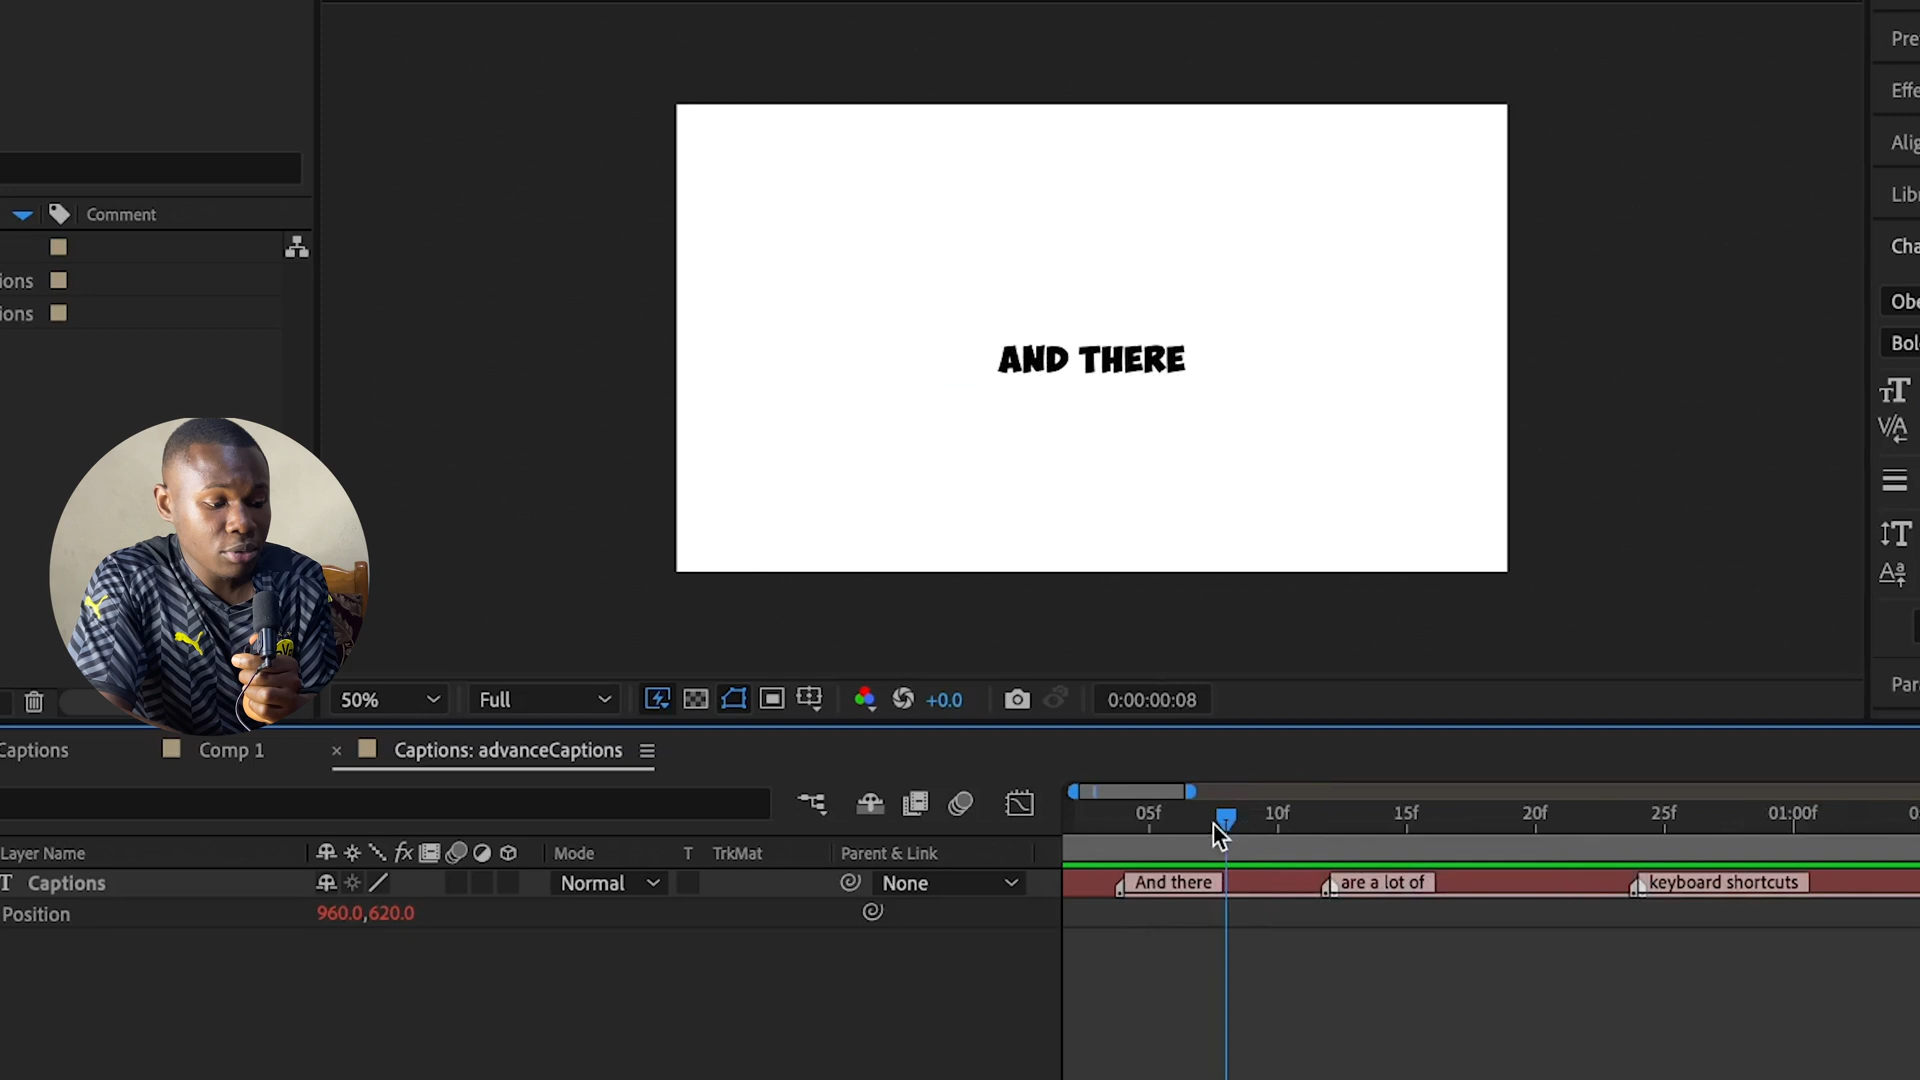 Pre
Effe
Alig
Libr
Comment
Cha
ions
Obe
ions
Bol
AND THERE
Par
50%
Full
+0.0
0:00:00:08
Captions
Comp 1
× Captions: advanceCaptions
05f
10f
15f
20f
25f
01:00f
0
Layer Name
fx
Mode
T
TrkMat
Parent & Link
T
Captions
Normal
None
And there
are a lot of
keyboard shortcuts
Position
960.0,620.0